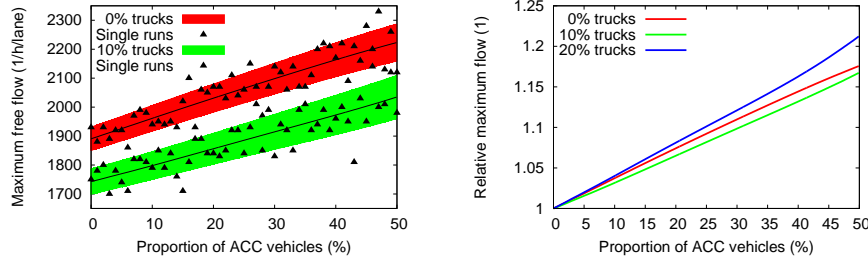 Maximum free flow (1/h/lane)
2300
2200
2100
2000
1900
1800
1700
0% trucks
Single runs
10% trucks
Single runs
0 10 20 30 40 50
Proportion of ACC vehicles (%)
Relative maximum flow (1)
1.25
1.2
1.15
1.1
1.05
1
0% trucks
10% trucks
20% trucks
0 5 10 15 20 25 30 35 40 45 50
Proportion of ACC vehicles (%)